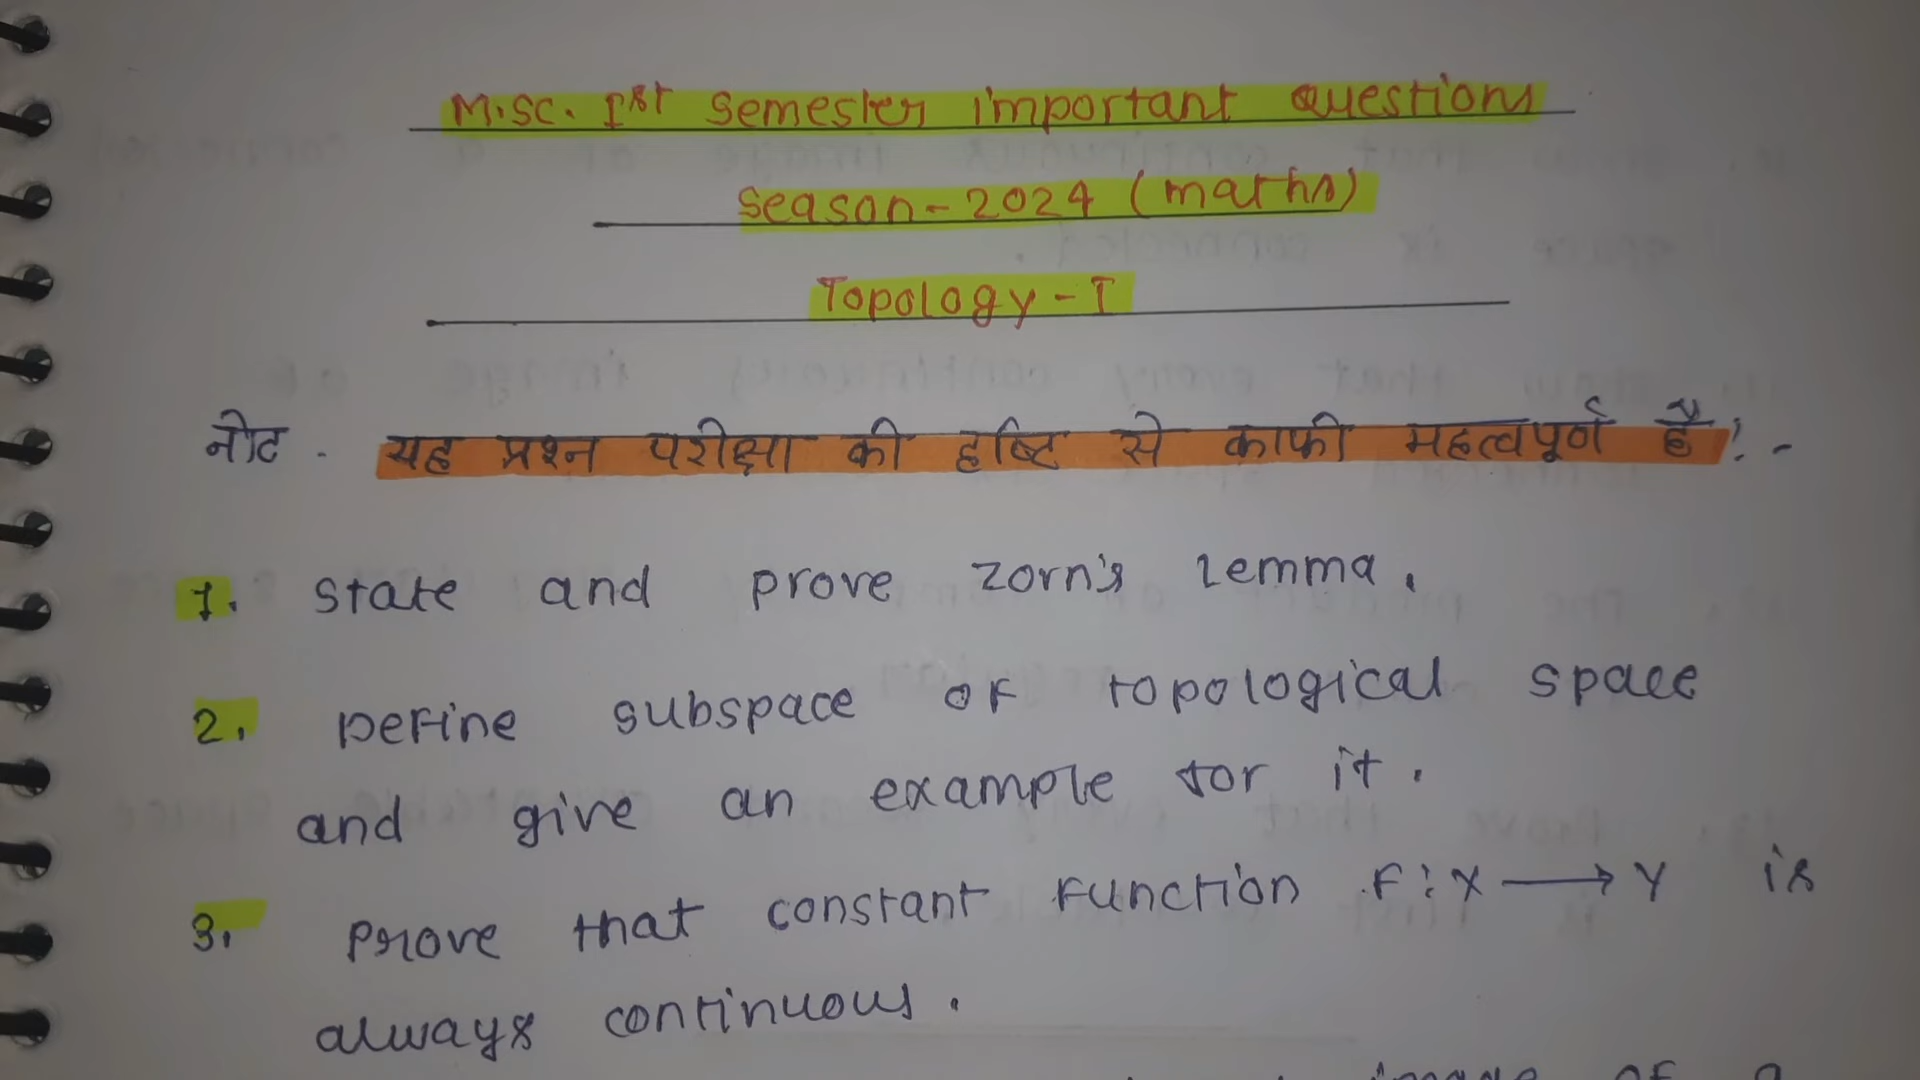 M.Sc. Ist semester important questions
Season-2024 (maths)
Topology-I
नोट - यह प्रश्न परीक्षा की दृष्टि से काफी महत्वपूर्ण है :-
1. state and prove zorn's lemma.
2. Define subspace of topological space
and give an example for it.
3. Prove that constant function F:X⟶Y is
always continuous.
image of a